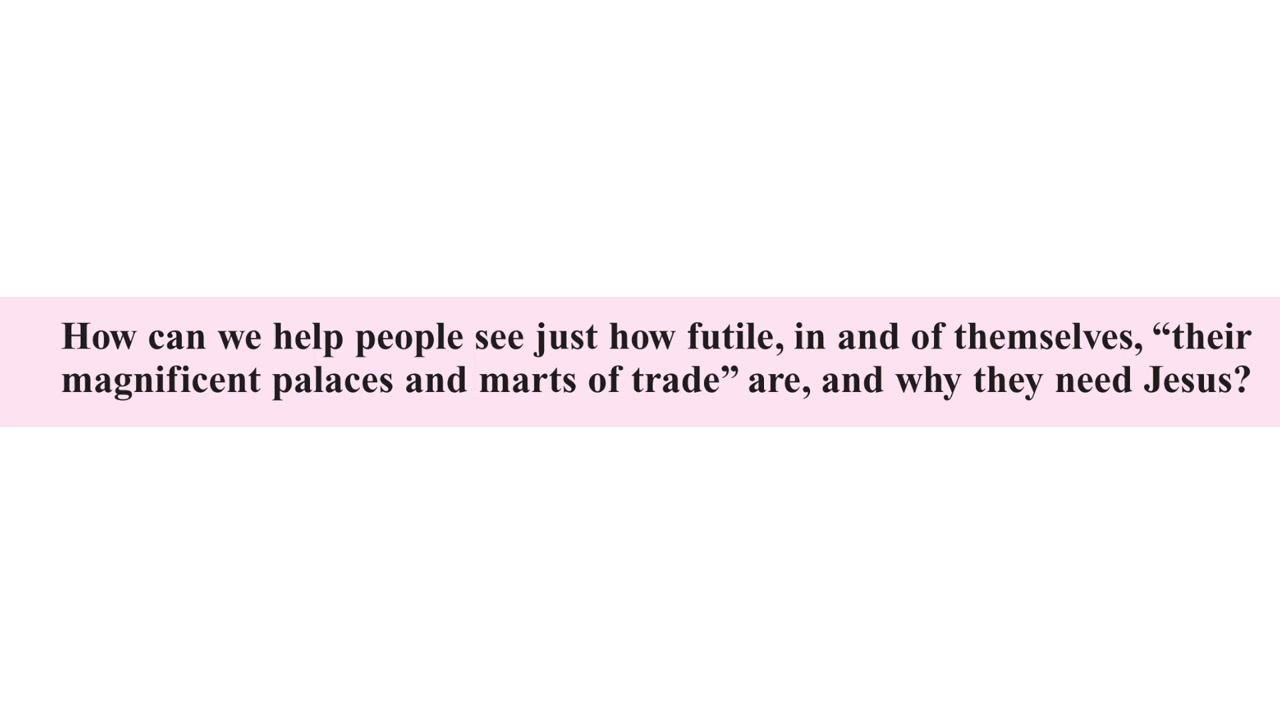 How can we help people see just how futile, in and of themselves, “their
magnificent palaces and marts of trade” are, and why they need Jesus?